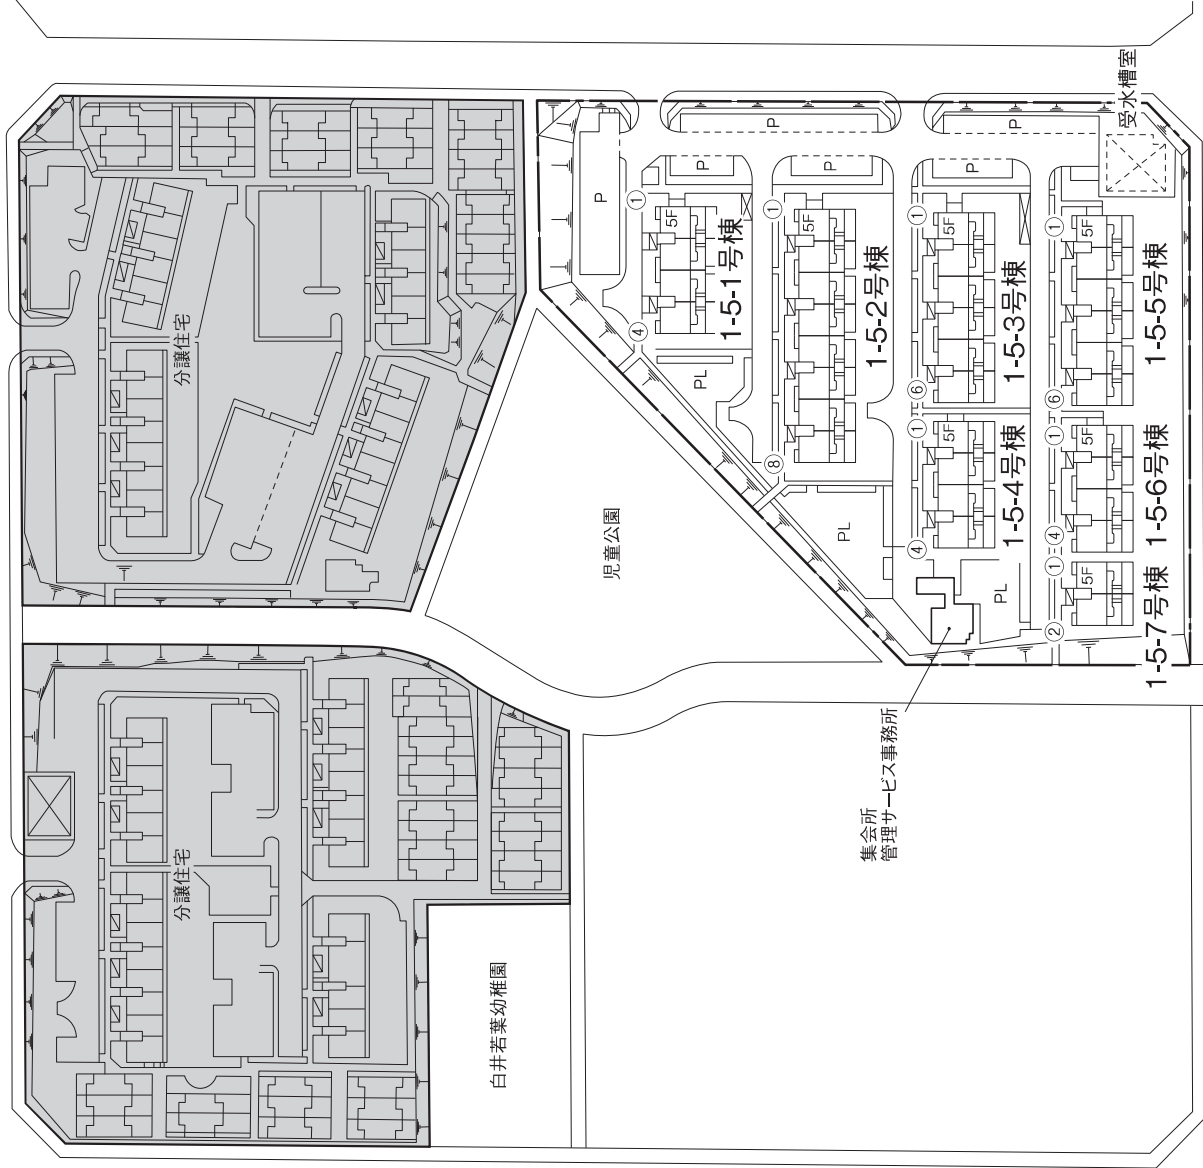 分譲住宅
分譲住宅
白井若葉幼稚園
児童公園
集会所
管理サービス事務所
受水槽室
P
P
P
P
P
P
P
PL
PL
PL
1-5-1号棟
5F
①
④
1-5-2号棟
5F
①
⑧
1-5-3号棟
5F
①
⑥
1-5-4号棟
5F
①
④
1-5-5号棟
5F
①
⑥
1-5-6号棟
5F
①
④
1-5-7号棟
5F
①
②